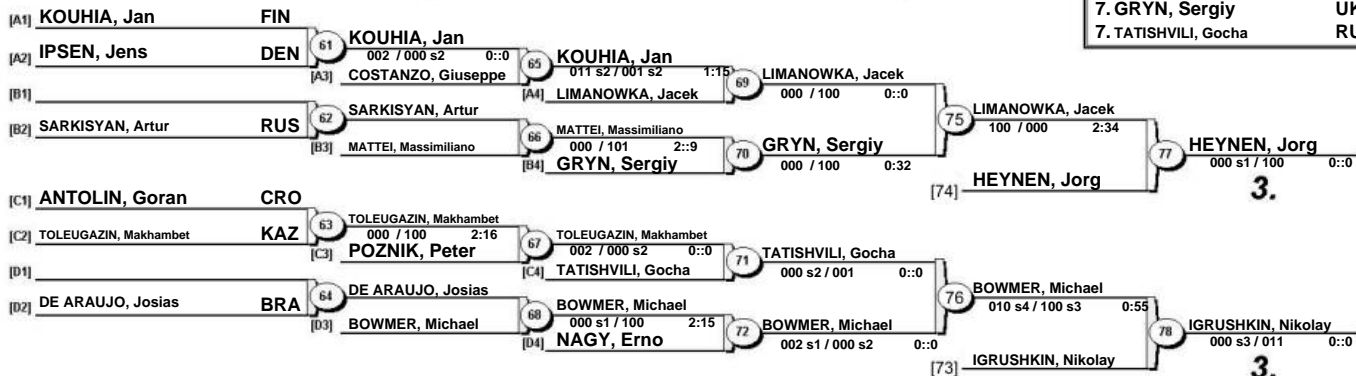 7. GRYN, Sergiy UK
7. TATISHVILI, Gocha RU
[A1] KOUHIA, Jan FIN
[A2] IPSEN, Jens DEN
61 KOUHIA, Jan
002 / 000 s2 0::0
[A3] COSTANZO, Giuseppe
65 KOUHIA, Jan
011 s2 / 001 s2 1:15
[A4] LIMANOWKA, Jacek
69 LIMANOWKA, Jacek
000 / 100 0::0
[B1]
[B2] SARKISYAN, Artur RUS
62 SARKISYAN, Artur
[B3] MATTEI, Massimiliano
66 MATTEI, Massimiliano
000 / 101 2::9
[B4] GRYN, Sergiy
70 GRYN, Sergiy
000 / 100 0:32
75 LIMANOWKA, Jacek
100 / 000 2:34
[74] HEYNEN, Jorg
77 HEYNEN, Jorg
000 s1 / 100 0::0
3.
[C1] ANTOLIN, Goran CRO
[C2] TOLEUGAZIN, Makhambet KAZ
63 TOLEUGAZIN, Makhambet
000 / 100 2:16
[C3] POZNIK, Peter
67 TOLEUGAZIN, Makhambet
002 / 000 s2 0::0
[C4] TATISHVILI, Gocha
71 TATISHVILI, Gocha
000 s2 / 001 0::0
[D1]
[D2] DE ARAUJO, Josias BRA
64 DE ARAUJO, Josias
[D3] BOWMER, Michael
68 BOWMER, Michael
000 s1 / 100 2:15
[D4] NAGY, Erno
72 BOWMER, Michael
002 s1 / 000 s2 0::0
76 BOWMER, Michael
010 s4 / 100 s3 0:55
[73] IGRUSHKIN, Nikolay
78 IGRUSHKIN, Nikolay
000 s3 / 011 0::0
3.